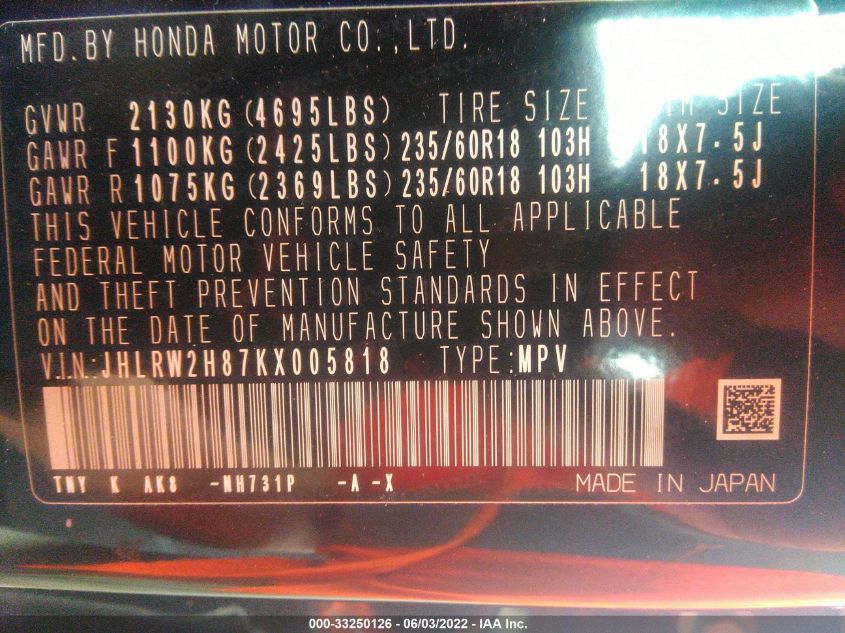 MFD.BY HONDA MOTOR CO.,LTD.
GVWR 2130KG (4695LBS) TIRE SIZE SIZE
GAWR F 1100KG (2425LBS) 235/60R18 103H 18X7.5J
GAWR R 1075KG (2369LBS) 235/60R18 103H 18X7.5J
THIS VEHICLE CONFORMS TO ALL APPLICABLE
FEDERAL MOTOR VEHICLE SAFETY
AND THEFT PREVENTION STANDARDS IN EFFECT
ON THE DATE OF MANUFACTURE SHOWN ABOVE.
V.I.N.:JHLRW2H87KX005818 TYPE:MPV
TNY K AK8 -NH731P -A -X MADE IN JAPAN
000-33250126 - 06/03/2022 - IAA Inc.